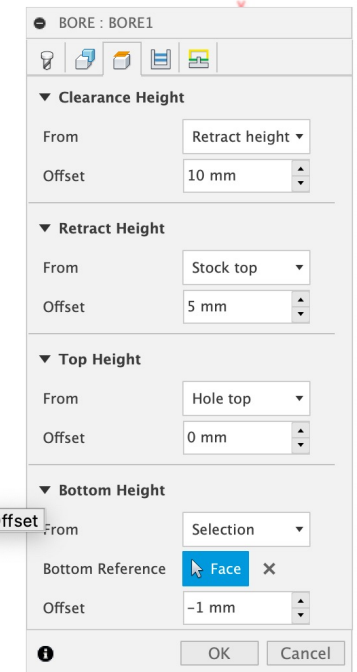 BORE : BORE1
Clearance Height
From Retract height
Offset 10 mm
Retract Height
From Stock top
Offset 5 mm
Top Height
From Hole top
Offset 0 mm
Bottom Height
ffset From Selection
Bottom Reference Face
Offset -1 mm
OK Cancel